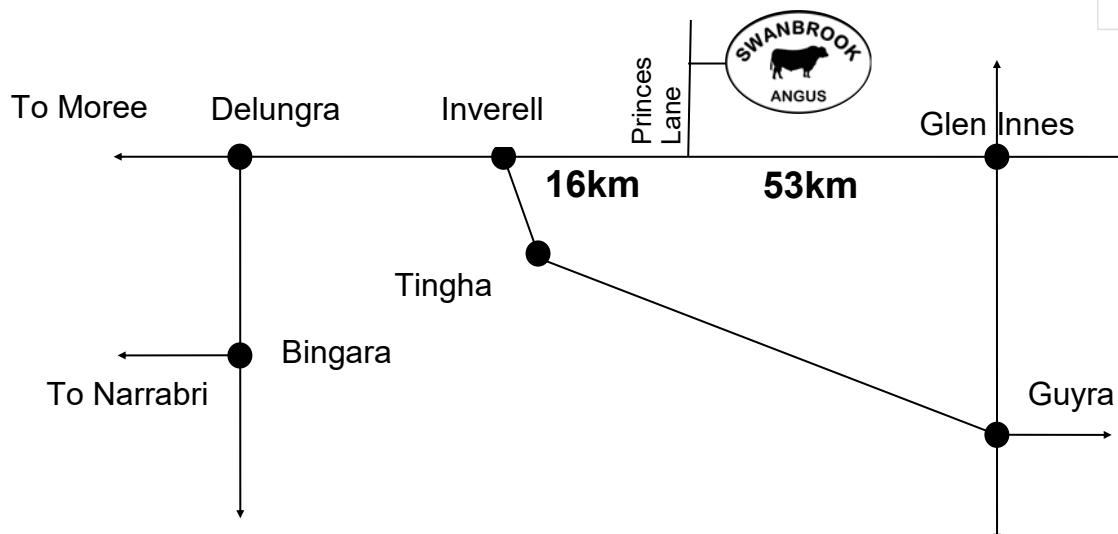 SWANBROOK
ANGUS
Princes
Lane
To Moree
Delungra
Inverell
Glen Innes
16km
53km
Tingha
Bingara
To Narrabri
Guyra